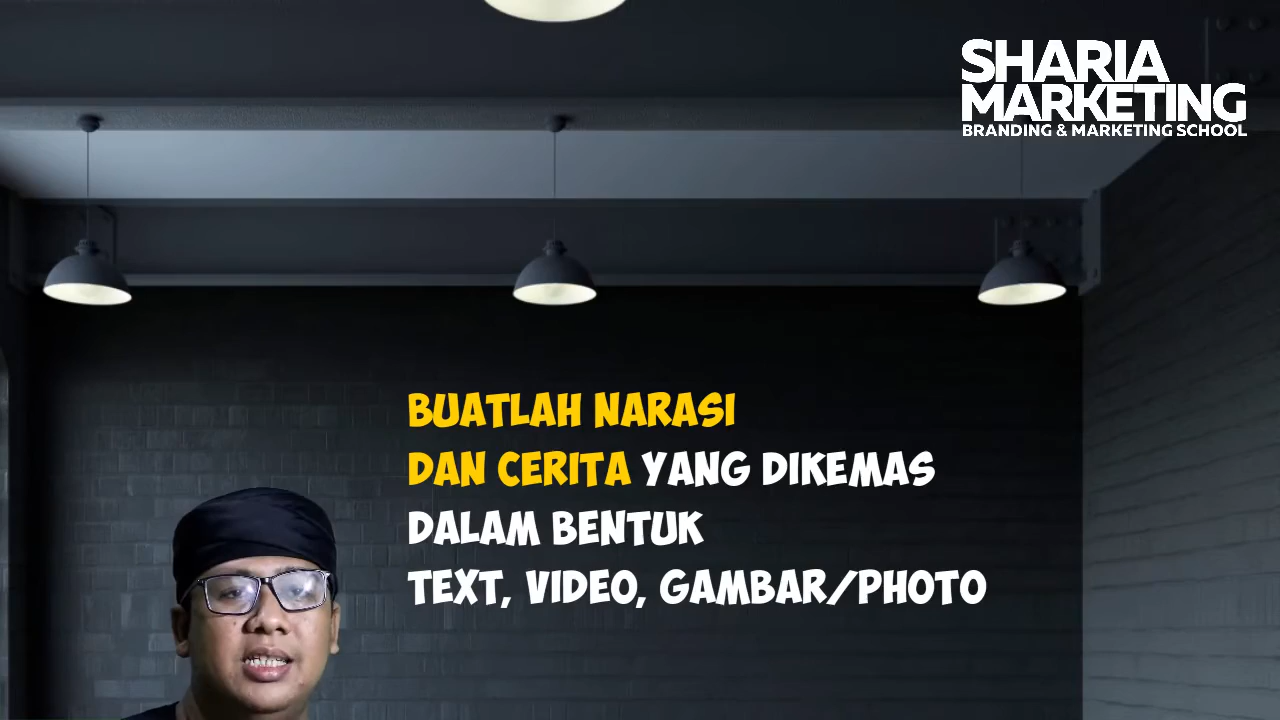 SHARIA
MARKETING
BRANDING & MARKETING SCHOOL
BUATLAH NARASI
DAN CERITA YANG DIKEMAS
DALAM BENTUK
TEXT, VIDEO, GAMBAR/PHOTO